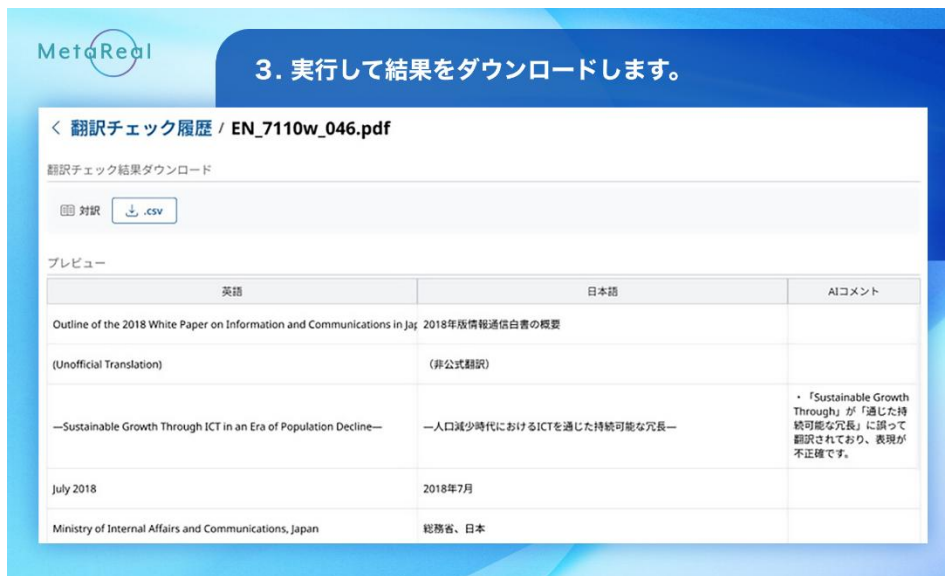 MetaReal
3. 実行して結果をダウンロードします。
翻訳チェック履歴 / EN_7110w_046.pdf
翻訳チェック結果ダウンロード
対訳 .csv
プレビュー
英語 日本語 AIコメント
Outline of the 2018 White Paper on Information and Communications in Jap 2018年版情報通信白書の概要
(Unofficial Translation) （非公式翻訳）
—Sustainable Growth Through ICT in an Era of Population Decline— —人口減少時代におけるICTを通じた持続可能な冗長—
・「Sustainable Growth
Through」が「通じた持
続可能な冗長」に誤って
翻訳されており、表現が
不正確です。
July 2018 2018年7月
Ministry of Internal Affairs and Communications, Japan 総務省、日本